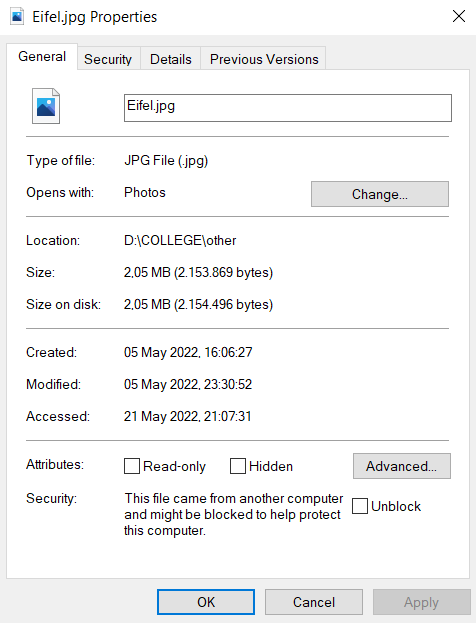 Eifel.jpg Properties
General Security Details Previous Versions
Eifel.jpg
Type of file: JPG File (.jpg)
Opens with: Photos Change...
Location: D:\COLLEGE\other
Size: 2,05 MB (2.153.869 bytes)
Size on disk: 2,05 MB (2.154.496 bytes)
Created: 05 May 2022, 16:06:27
Modified: 05 May 2022, 23:30:52
Accessed: 21 May 2022, 21:07:31
Attributes: Read-only Hidden Advanced...
Security: This file came from another computer
and might be blocked to help protect Unblock
this computer.
OK Cancel Apply